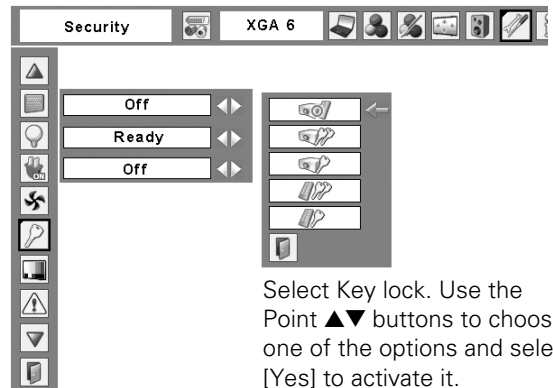 Security
XGA 6
Off
Ready
Off
ON
Select Key lock. Use the
Point ▲▼ buttons to choos
one of the options and sele
[Yes] to activate it.